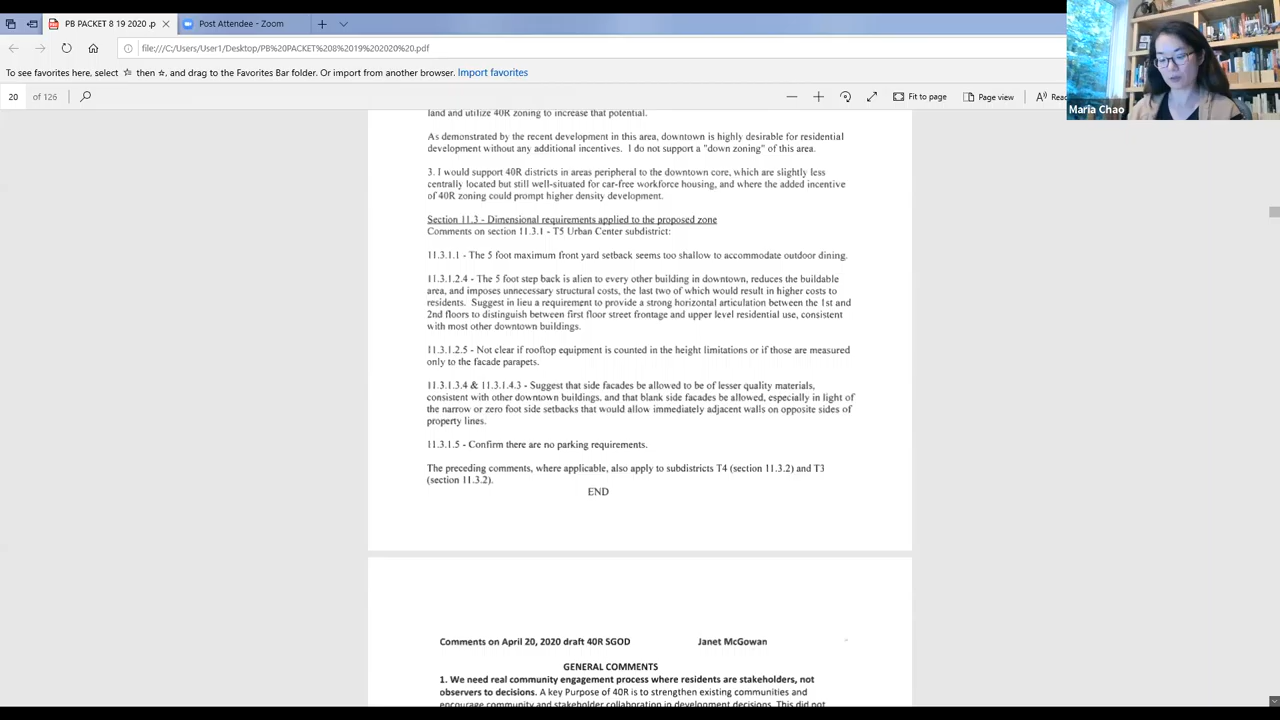 PB PACKET 8 19 2020 .p
Post Attendee - Zoom
file:///C:/Users/User1/Desktop/PB%20PACKET%208%2019%202020%20.pdf
To see favorites here, select then , and drag to the Favorites Bar folder. Or import from another browser. Import favorites
20 of 126
Fit to page
Page view
Rea
Maria Chao
land and utilize 40R zoning to increase that potential.
As demonstrated by the recent development in this area, downtown is highly desirable for residential
development without any additional incentives. I do not support a "down zoning" of this area.
3. I would support 40R districts in areas peripheral to the downtown core, which are slightly less
centrally located but still well-situated for car-free workforce housing, and where the added incentive
of 40R zoning could prompt higher density development.
Section 11.3 - Dimensional requirements applied to the proposed zone
Comments on section 11.3.1 - T5 Urban Center subdistrict:
11.3.1.1 - The 5 foot maximum front yard setback seems too shallow to accommodate outdoor dining.
11.3.1.2.4 - The 5 foot step back is alien to every other building in downtown, reduces the buildable
area, and imposes unnecessary structural costs, the last two of which would result in higher costs to
residents. Suggest in lieu a requirement to provide a strong horizontal articulation between the 1st and
2nd floors to distinguish between first floor street frontage and upper level residential use, consistent
with most other downtown buildings.
11.3.1.2.5 - Not clear if rooftop equipment is counted in the height limitations or if those are measured
only to the facade parapets.
11.3.1.3.4 & 11.3.1.4.3 - Suggest that side facades be allowed to be of lesser quality materials,
consistent with other downtown buildings, and that blank side facades be allowed, especially in light of
the narrow or zero foot side setbacks that would allow immediately adjacent walls on opposite sides of
property lines.
11.3.1.5 - Confirm there are no parking requirements.
The preceding comments, where applicable, also apply to subdistricts T4 (section 11.3.2) and T3
(section 11.3.2).
END
Comments on April 20, 2020 draft 40R SGOD Janet McGowan
GENERAL COMMENTS
1. We need real community engagement process where residents are stakeholders, not
observers to decisions. A key Purpose of 40R is to strengthen existing communities and
encourage community and stakeholder collaboration in development decisions. This did not